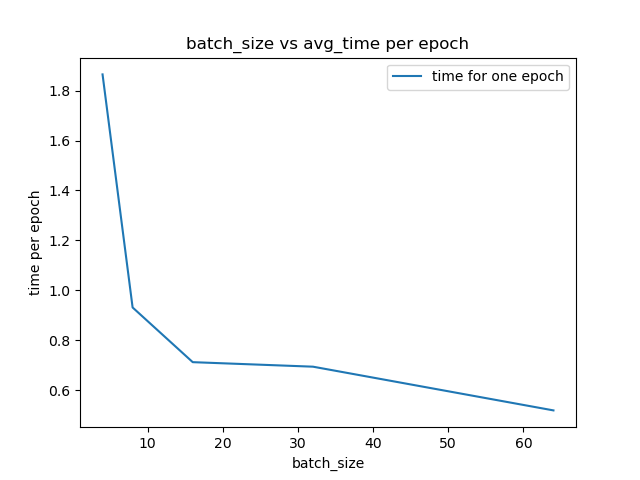 batch_size vs avg_time per epoch
time for one epoch
time per epoch
1.8
1.6
1.4
1.2
1.0
0.8
0.6
10 20 30 40 50 60
batch_size